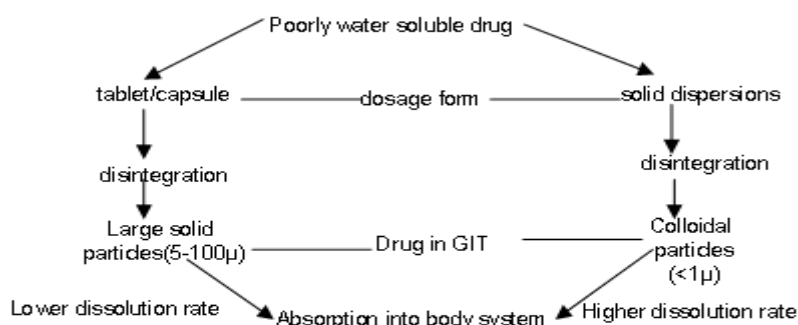 Poorly water soluble drug
tablet/capsule
dosage form
solid dispersions
disintegration
disintegration
Large solid
particles(5-100µ)
Drug in GIT
Colloidal
particles
(<1µ)
Lower dissolution rate
Absorption into body system
Higher dissolution rate